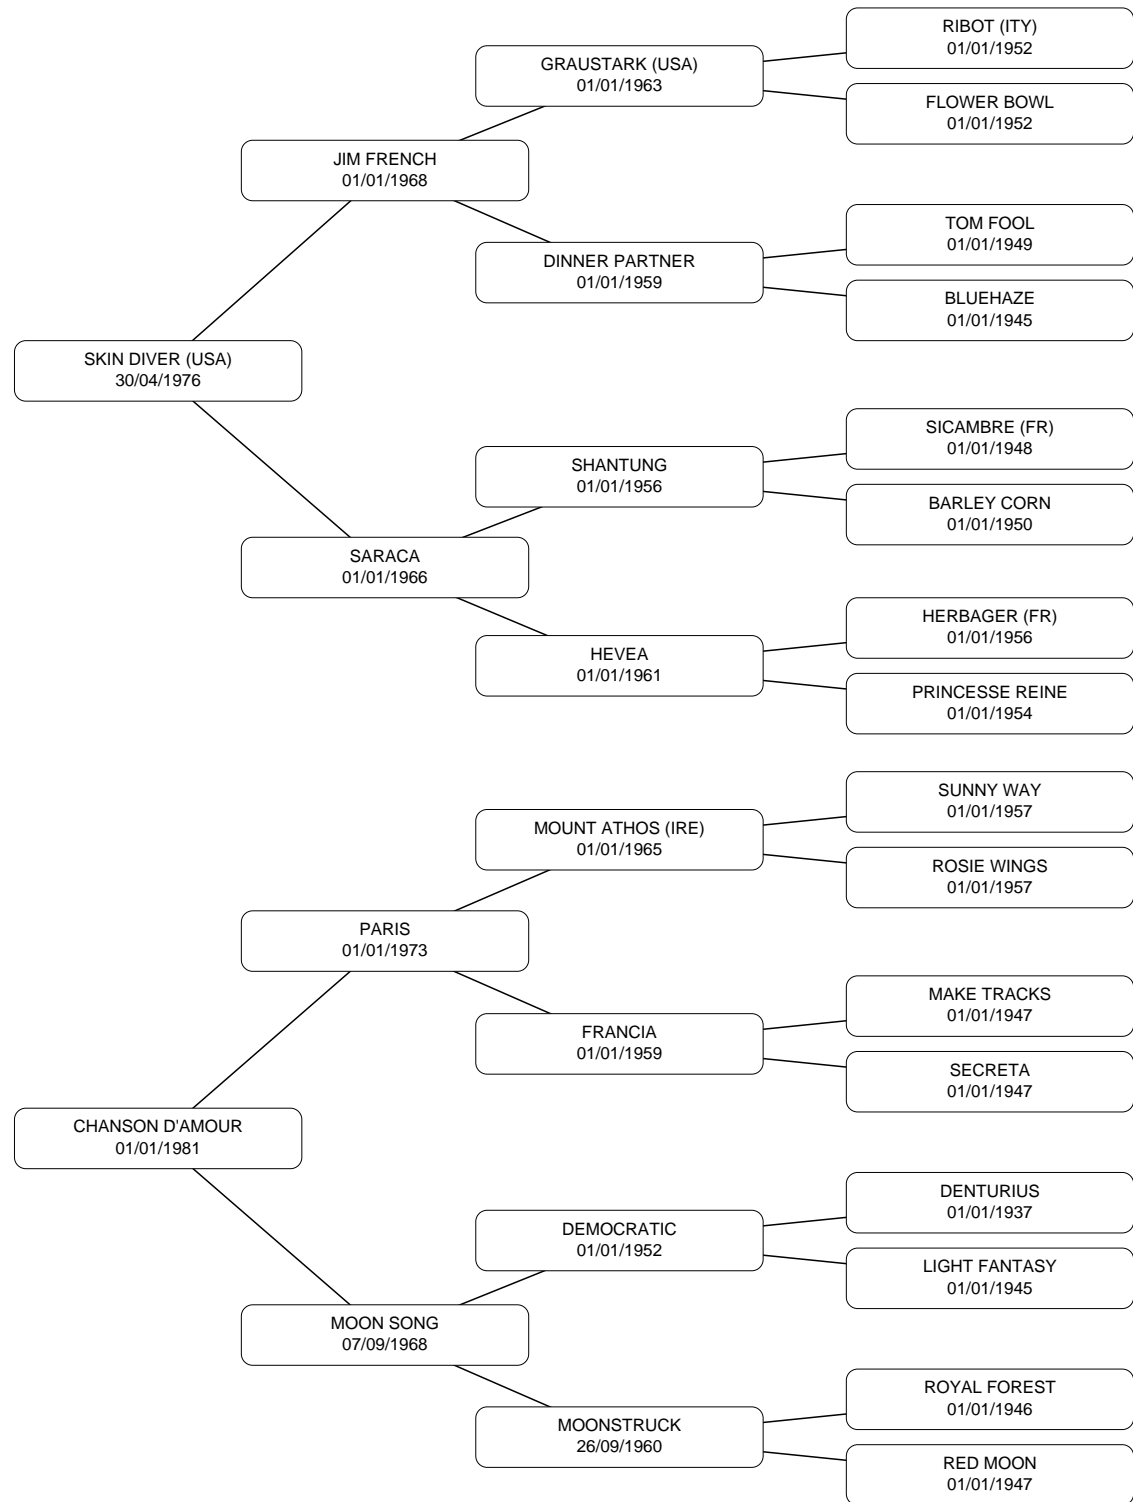 RIBOT (ITY)
01/01/1952
GRAUSTARK (USA)
01/01/1963
FLOWER BOWL
01/01/1952
JIM FRENCH
01/01/1968
TOM FOOL
01/01/1949
DINNER PARTNER
01/01/1959
BLUEHAZE
01/01/1945
SKIN DIVER (USA)
30/04/1976
SICAMBRE (FR)
01/01/1948
SHANTUNG
01/01/1956
BARLEY CORN
01/01/1950
SARACA
01/01/1966
HERBAGER (FR)
01/01/1956
HEVEA
01/01/1961
PRINCESSE REINE
01/01/1954
SUNNY WAY
01/01/1957
MOUNT ATHOS (IRE)
01/01/1965
ROSIE WINGS
01/01/1957
PARIS
01/01/1973
MAKE TRACKS
01/01/1947
FRANCIA
01/01/1959
SECRETA
01/01/1947
CHANSON D'AMOUR
01/01/1981
DENTURIUS
01/01/1937
DEMOCRATIC
01/01/1952
LIGHT FANTASY
01/01/1945
MOON SONG
07/09/1968
ROYAL FOREST
01/01/1946
MOONSTRUCK
26/09/1960
RED MOON
01/01/1947